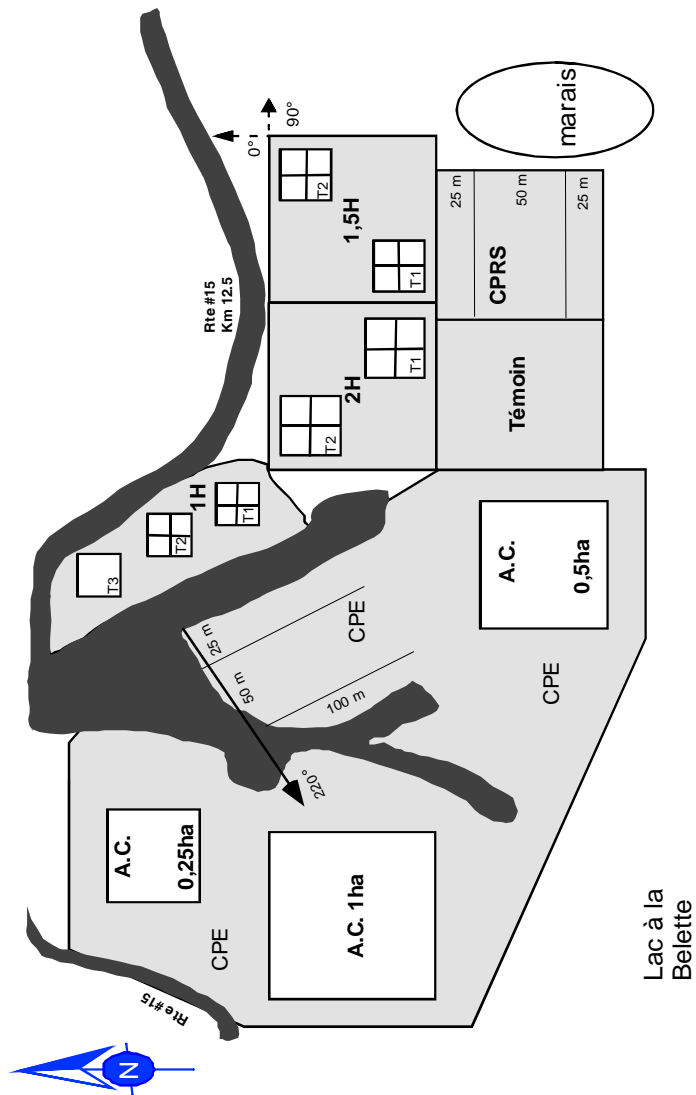 marais
0°
90°
T2
1,5H
T1
25 m
50 m
25 m
CPRS
Rte #15
Km 12.5
2H
T1
T2
Témoin
1H
T1
T2
T3
A.C.
0,5ha
CPE
25 m
50 m
100 m
220°
CPE
A.C.
0,25ha
A.C. 1ha
CPE
Rte #15
Lac à la
Belette
N